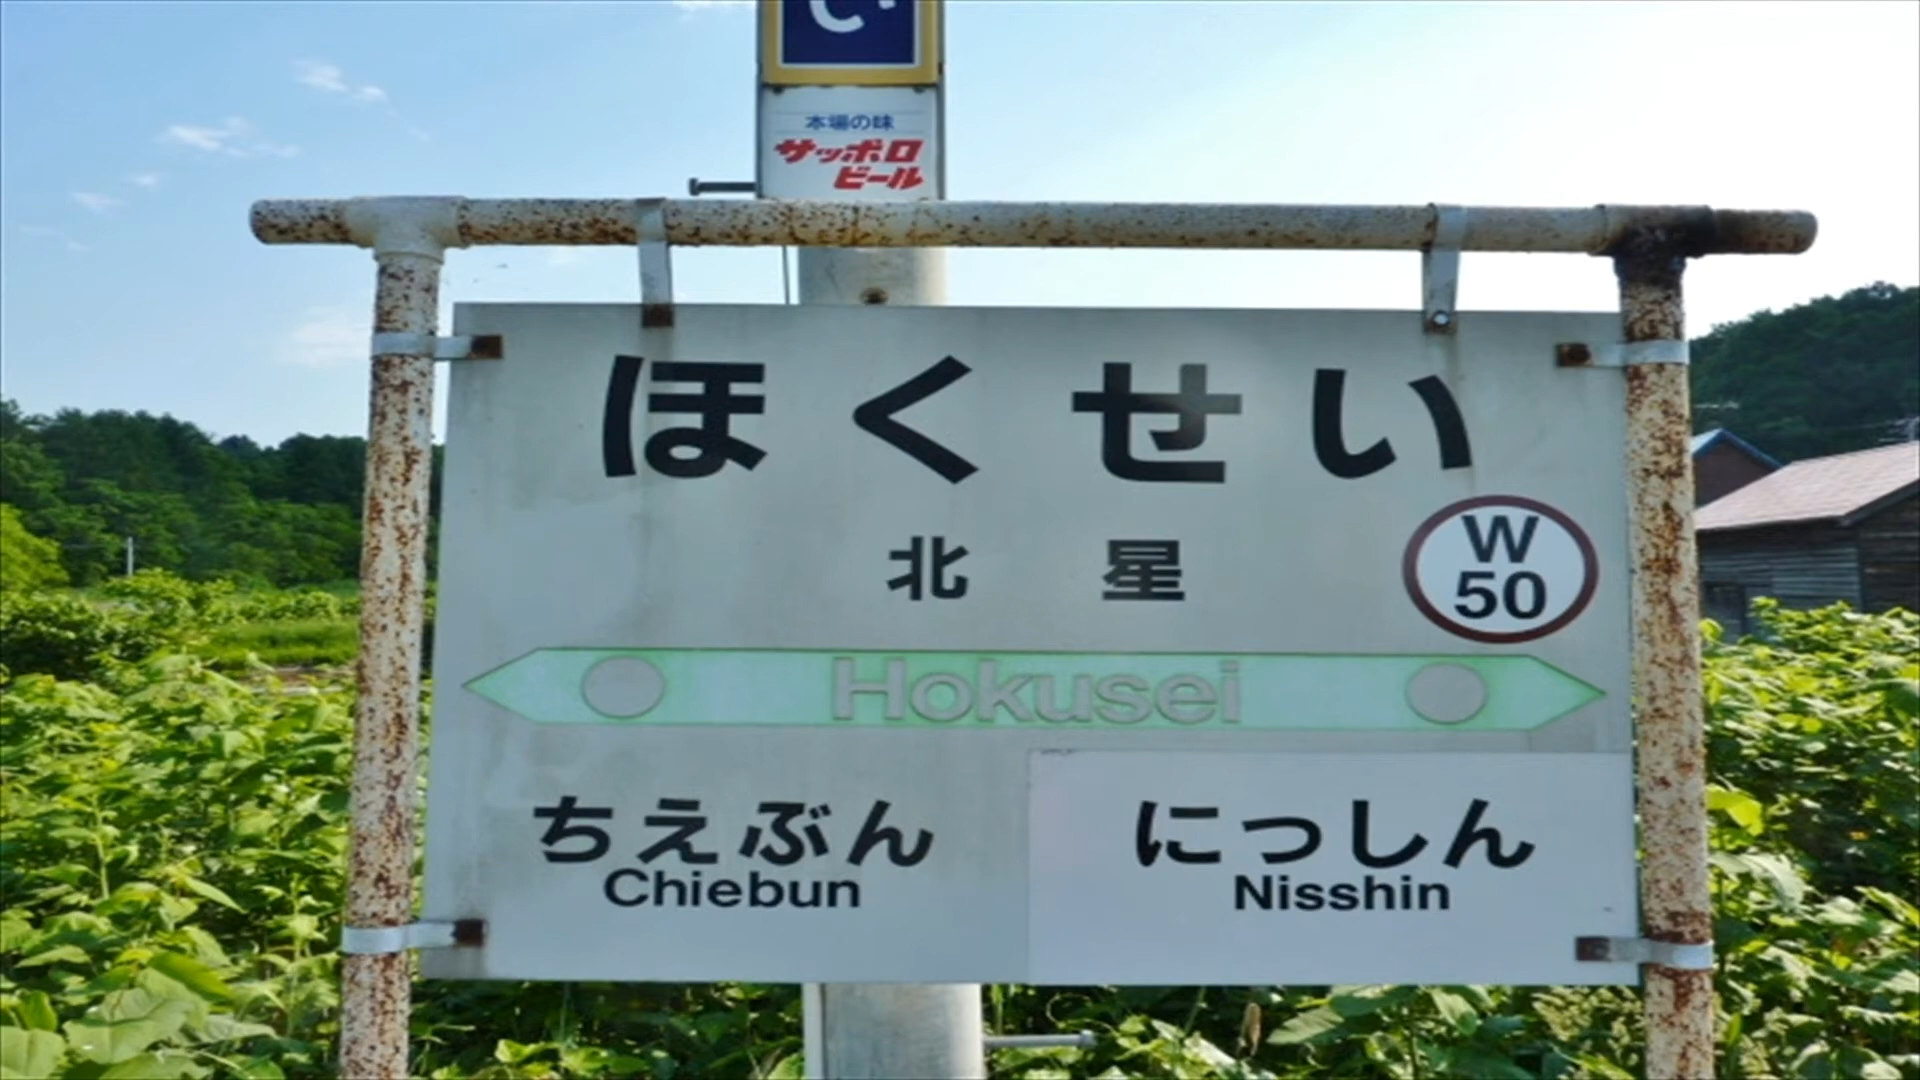 い
本場の味
サッポロ
ビール
ほくせい
北星
W
50
Hokusei
ちえぶん
Chiebun
にっしん
Nisshin